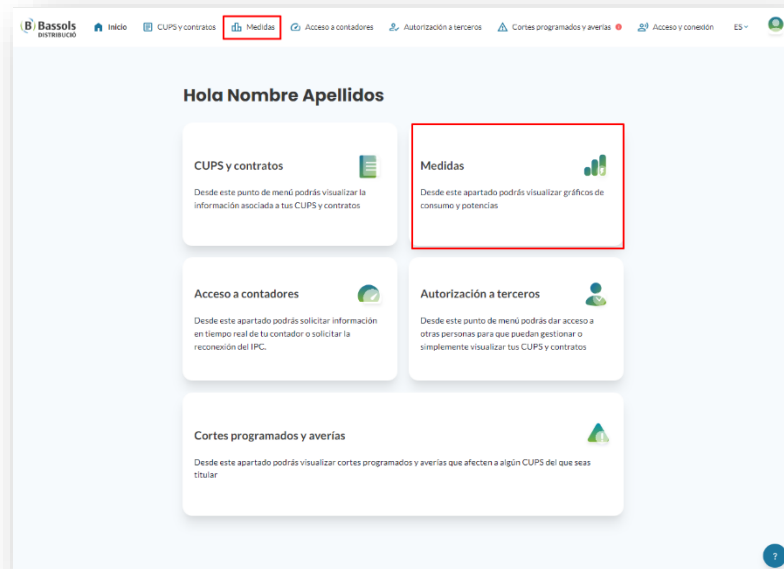 Bassols
DISTRIBUCIÓ
Inicio
CUPS y contratos
Medidas
Acceso a contadores
Autorización a terceros
Cortes programados y averías
Acceso y conexión
ES
Hola Nombre Apellidos
CUPS y contratos
Desde este punto de menú podrás visualizar la
información asociada a tus CUPS y contratos
Medidas
Desde este apartado podrás visualizar gráficos de
consumo y potencias
Acceso a contadores
Desde este apartado podrás solicitar información
en tiempo real de tu contador o solicitar la
reconexión del IPC.
Autorización a terceros
Desde este punto de menú podrás dar acceso a
otras personas para que puedan gestionar o
simplemente visualizar tus CUPS y contratos
Cortes programados y averías
Desde este apartado podrás visualizar cortes programados y averías que afecten a algún CUPS del que seas
titular
?